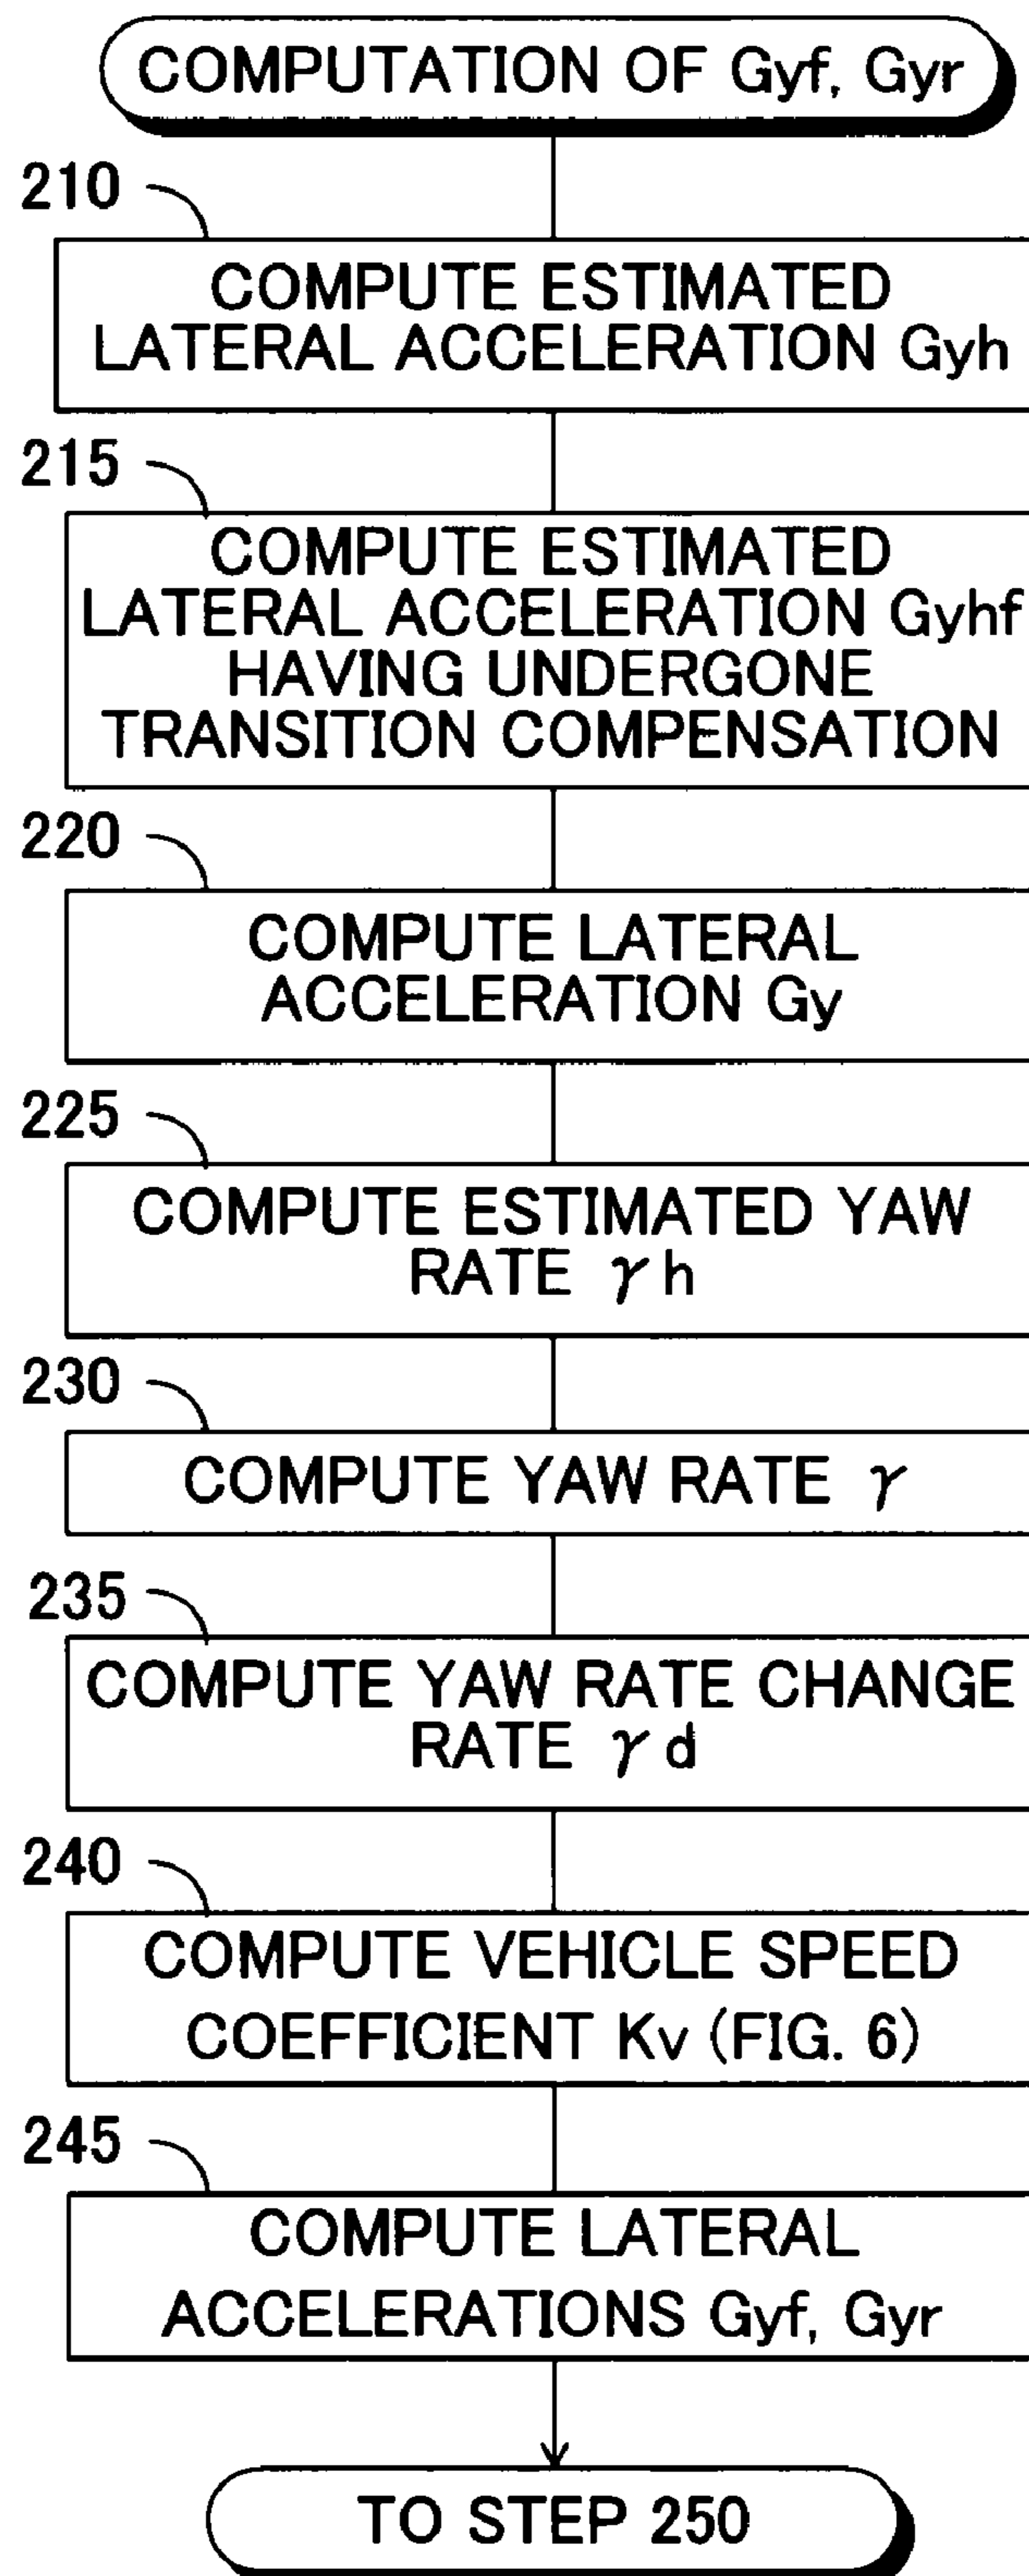 COMPUTATION OF Gyf, Gyr
210
COMPUTE ESTIMATED
LATERAL ACCELERATION Gyh
215
COMPUTE ESTIMATED
LATERAL ACCELERATION Gyhf
HAVING UNDERGONE
TRANSITION COMPENSATION
220
COMPUTE LATERAL
ACCELERATION Gy
225
COMPUTE ESTIMATED YAW
RATE γh
230
COMPUTE YAW RATE γ
235
COMPUTE YAW RATE CHANGE
RATE γd
240
COMPUTE VEHICLE SPEED
COEFFICIENT Kv (FIG. 6)
245
COMPUTE LATERAL
ACCELERATIONS Gyf, Gyr
TO STEP 250